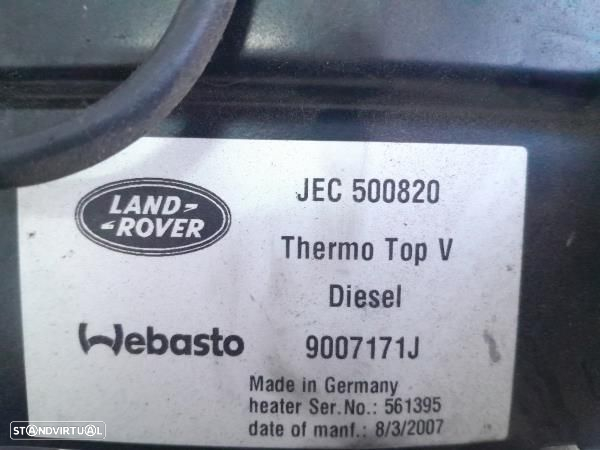 LAND-
-ROVER
JEC 500820
Thermo Top V
Diesel
Webasto
9007171J
Made in Germany
heater Ser.No.: 561395
date of manf.: 8/3/2007
STANDVIRTUAL